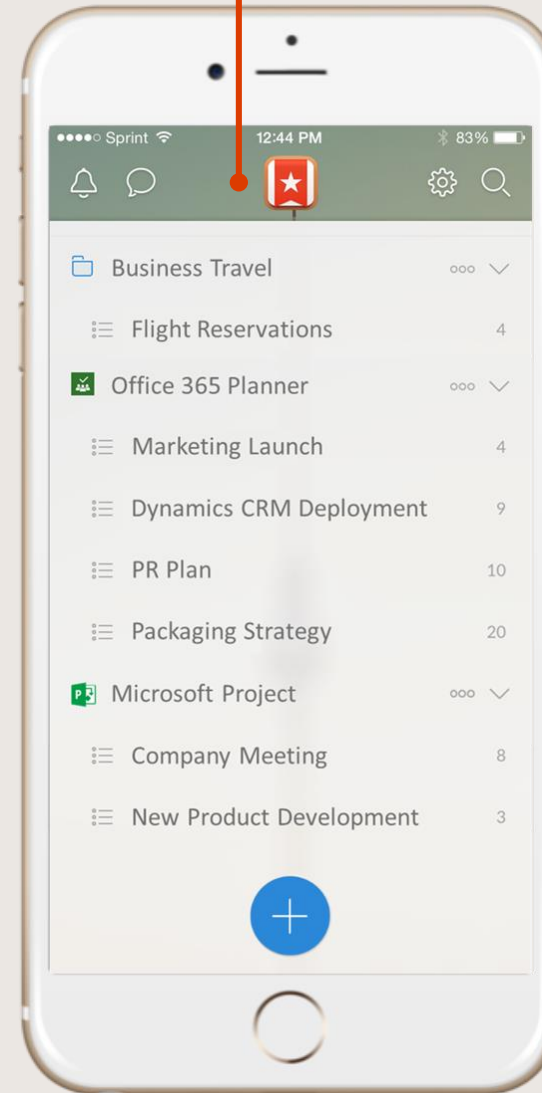 Sprint 12:44 PM 83%
Business Travel
Flight Reservations 4
Office 365 Planner
Marketing Launch 4
Dynamics CRM Deployment 9
PR Plan 10
Packaging Strategy 20
Microsoft Project
Company Meeting 8
New Product Development 3